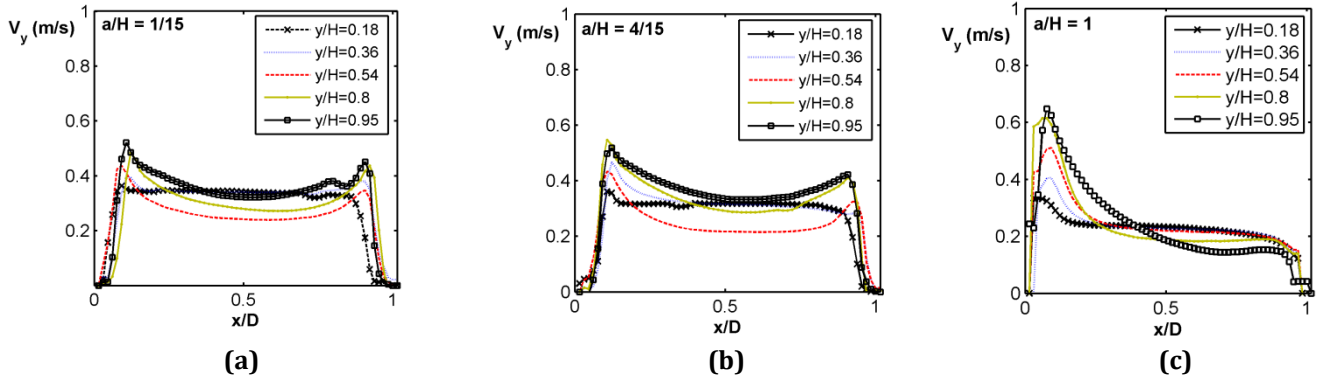 V_y (m/s)
a/H = 1/15
y/H=0.18
y/H=0.36
y/H=0.54
y/H=0.8
y/H=0.95
1
0.8
0.6
0.4
0.2
0
0.5
1
x/D
(a)
V_y (m/s)
a/H = 4/15
y/H=0.18
y/H=0.36
y/H=0.54
y/H=0.8
y/H=0.95
1
0.8
0.6
0.4
0.2
0
0
0.5
1
x/D
(b)
V_y (m/s)
a/H = 1
y/H=0.18
y/H=0.36
y/H=0.54
y/H=0.8
y/H=0.95
1
0.8
0.6
0.4
0.2
0
0
0.5
1
x/D
(c)